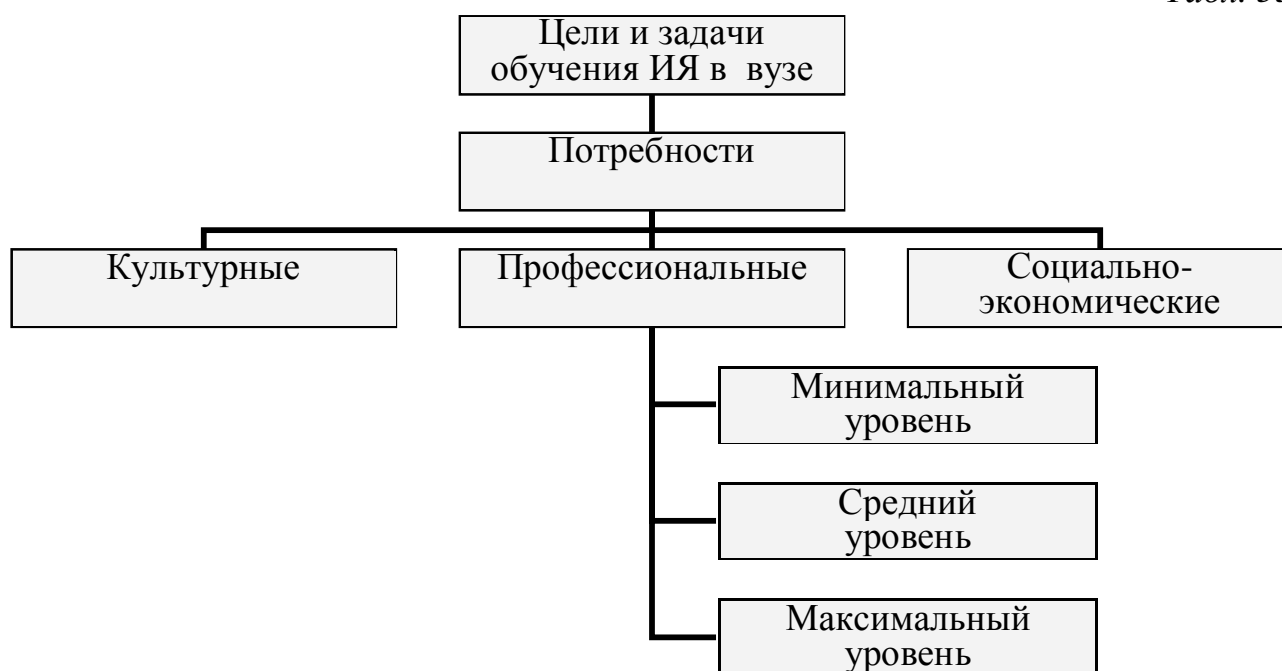 Цели и задачи
обучения ИЯ в вузе
Потребности
Культурные
Профессиональные
Социально-
экономические
Минимальный
уровень
Средний
уровень
Максимальный
уровень